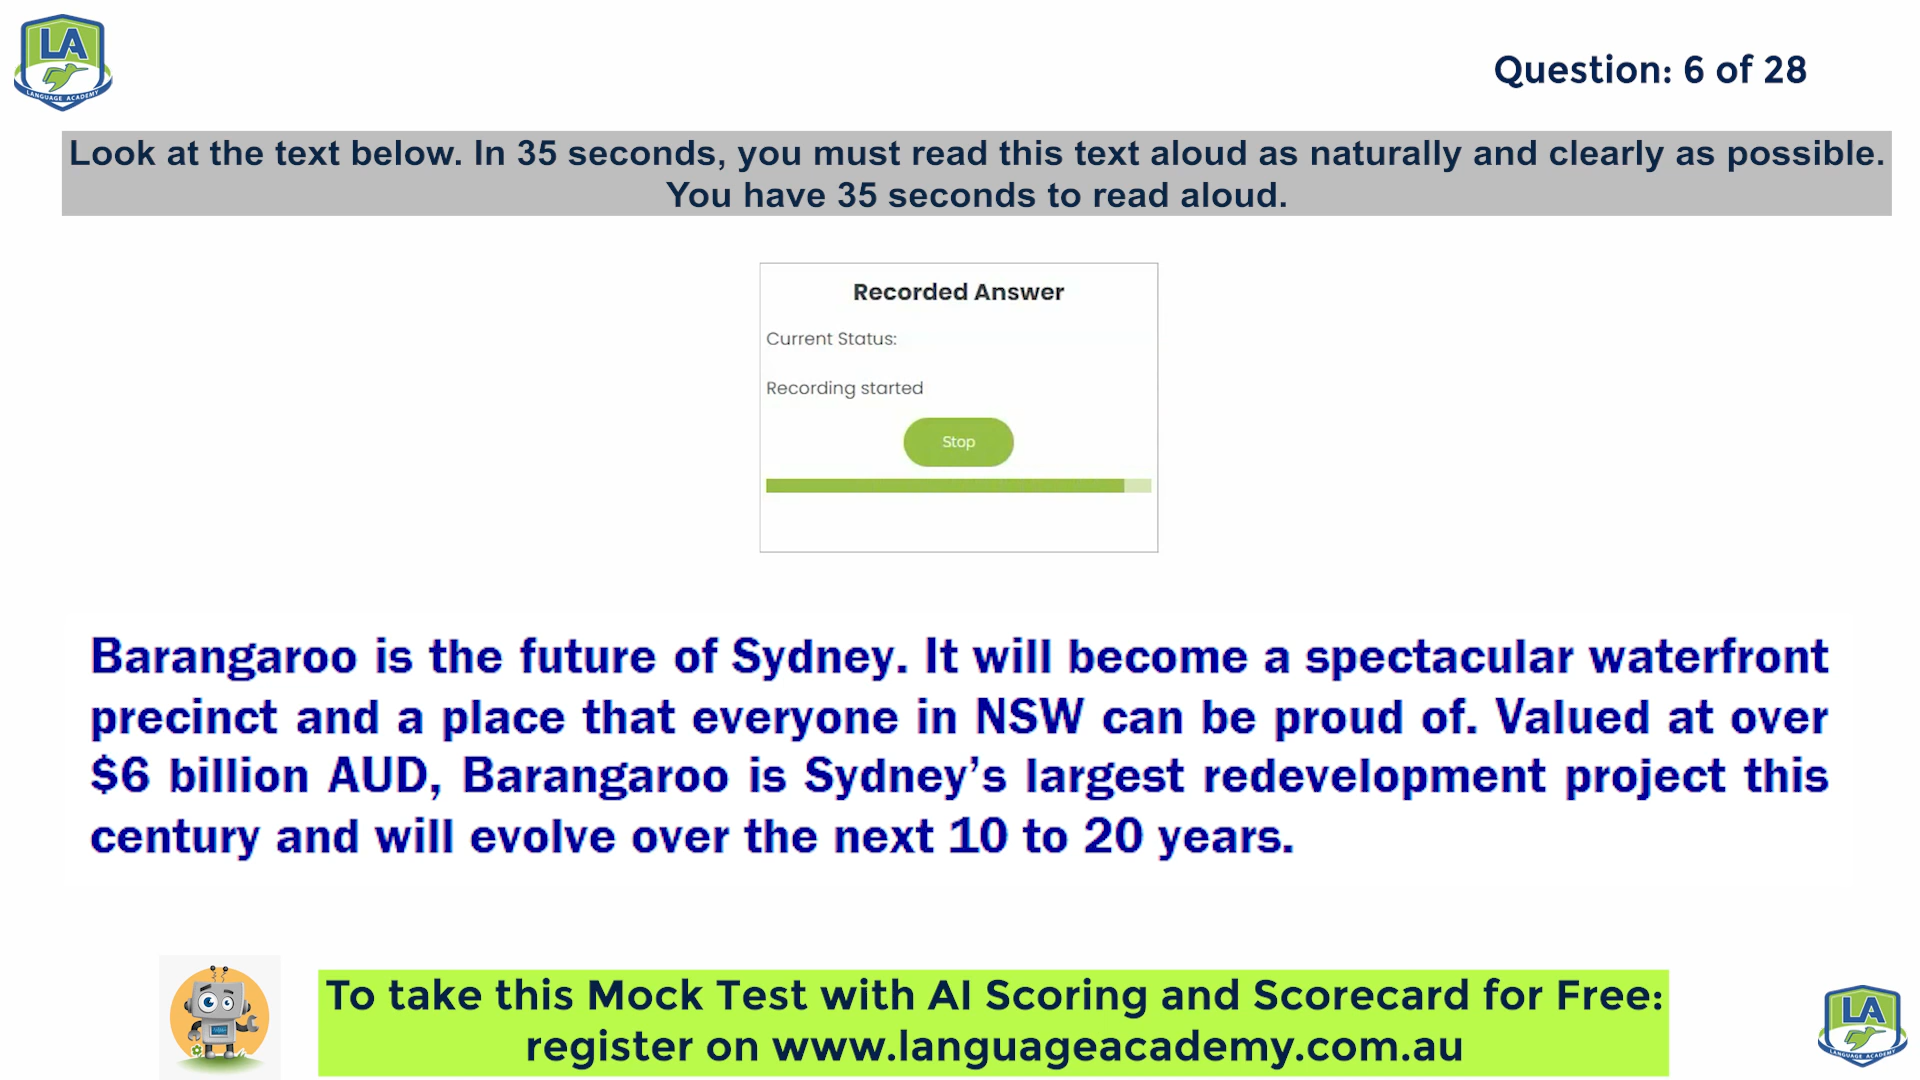 LA
LANGUAGE ACADEMY
Question: 6 of 28
Look at the text below. In 35 seconds, you must read this text aloud as naturally and clearly as possible.
You have 35 seconds to read aloud.
Recorded Answer
Current Status:
Recording started
Stop
Barangaroo is the future of Sydney. It will become a spectacular waterfront
precinct and a place that everyone in NSW can be proud of. Valued at over
$6 billion AUD, Barangaroo is Sydney’s largest redevelopment project this
century and will evolve over the next 10 to 20 years.
To take this Mock Test with AI Scoring and Scorecard for Free:
register on www.languageacademy.com.au
LA
LANGUAGE ACADEMY